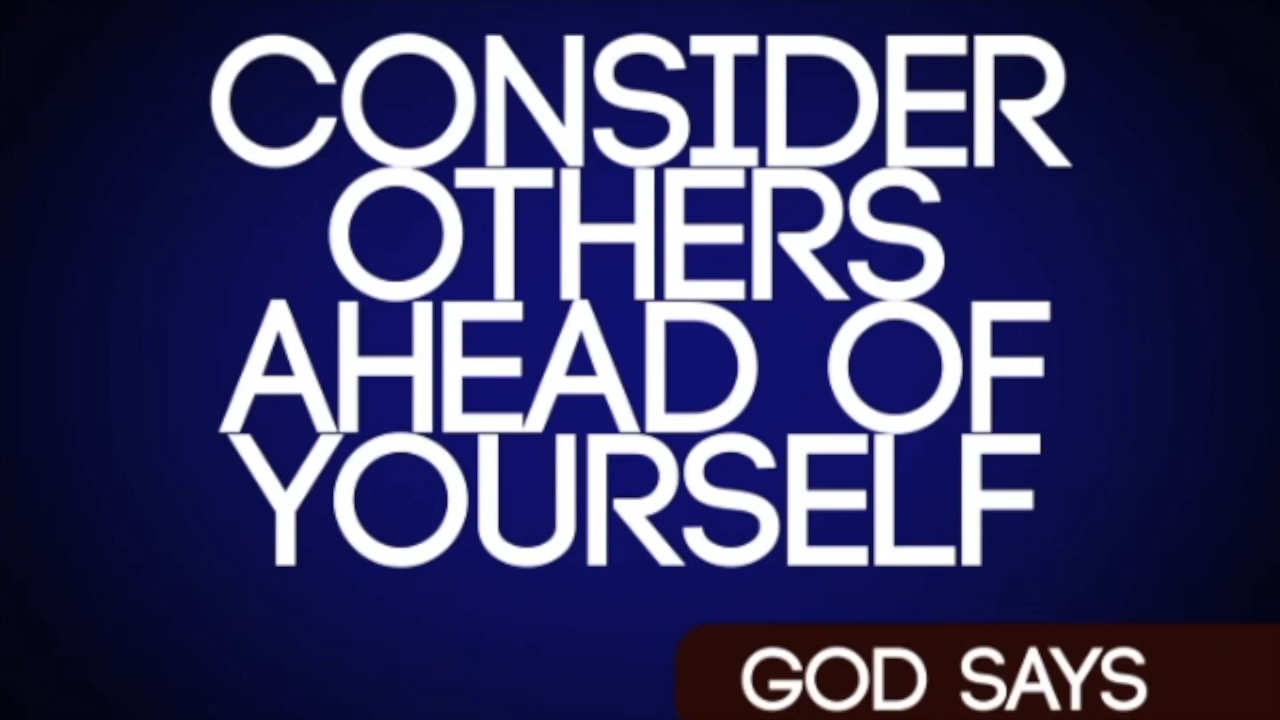 CONSIDER
OTHERS
AHEAD OF
YOURSELF
GOD SAYS